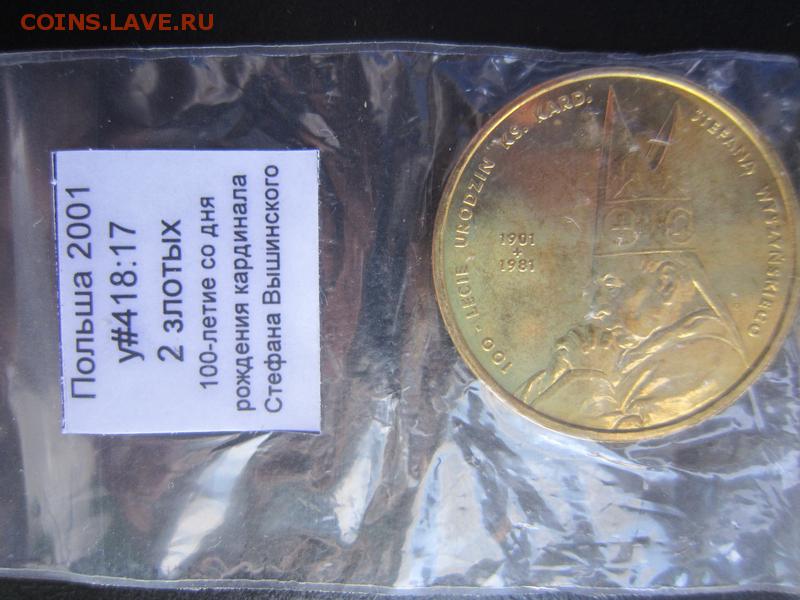 COINS.LAVE.RU
Польша 2001
y#418:17
2 злотых
100-летие со дня
рождения кардинала
Стефана Вышинского
100-LECIE URODZIN KS. KARD. STEFANA WYSZYŃSKIEGO
1901
+
1981